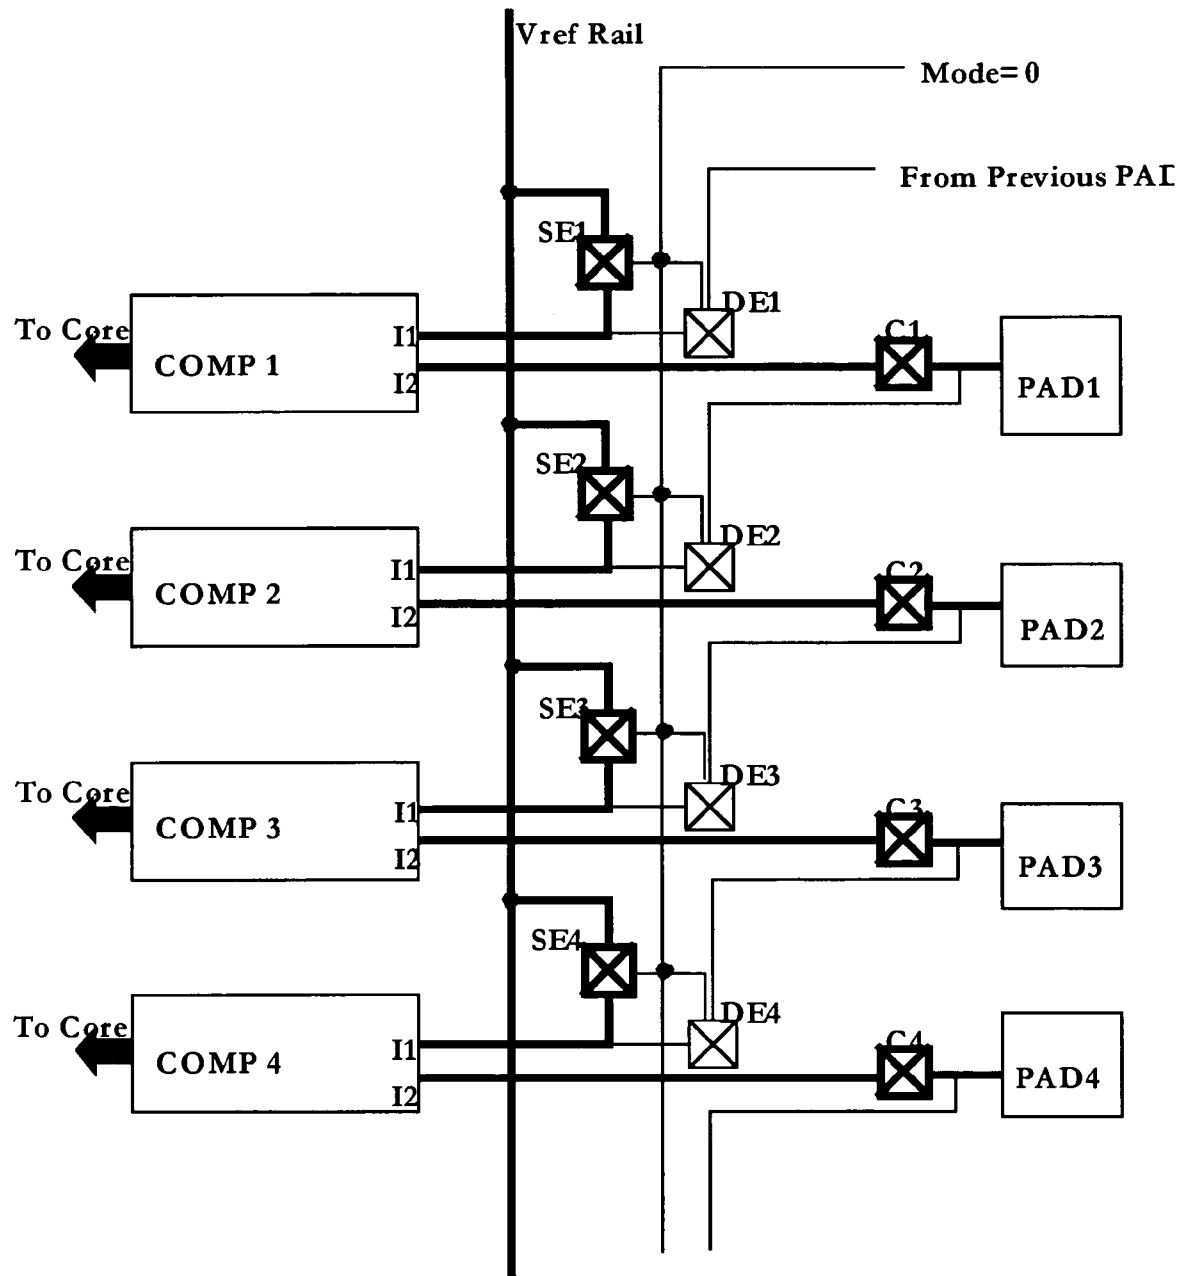 Vref Rail
Mode=0
From Previous PAD
SE1
DE1
To Core
COMP 1
I1
I2
C1
PAD1
SE2
DE2
To Core
COMP 2
I1
I2
C2
PAD2
SE3
DE3
To Core
COMP 3
I1
I2
C3
PAD3
SE4
DE4
To Core
COMP 4
I1
I2
C4
PAD4